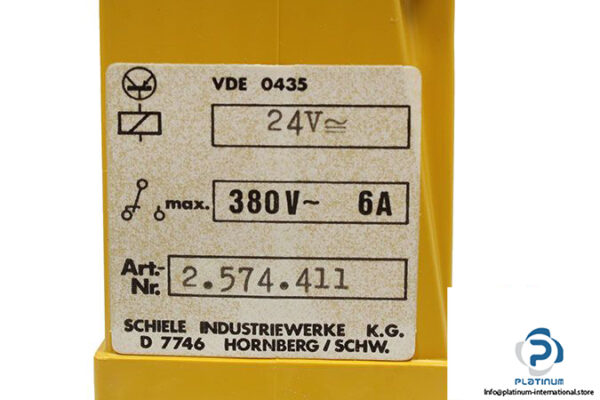 VDE 0435
24V≅
max. 380V~ 6A
Art.-
Nr. 2.574.411
SCHIELE INDUSTRIEWERKE K.G.
D 7746 HORNBERG/SCHW.
PLATINUM
Info@platinum-international.store